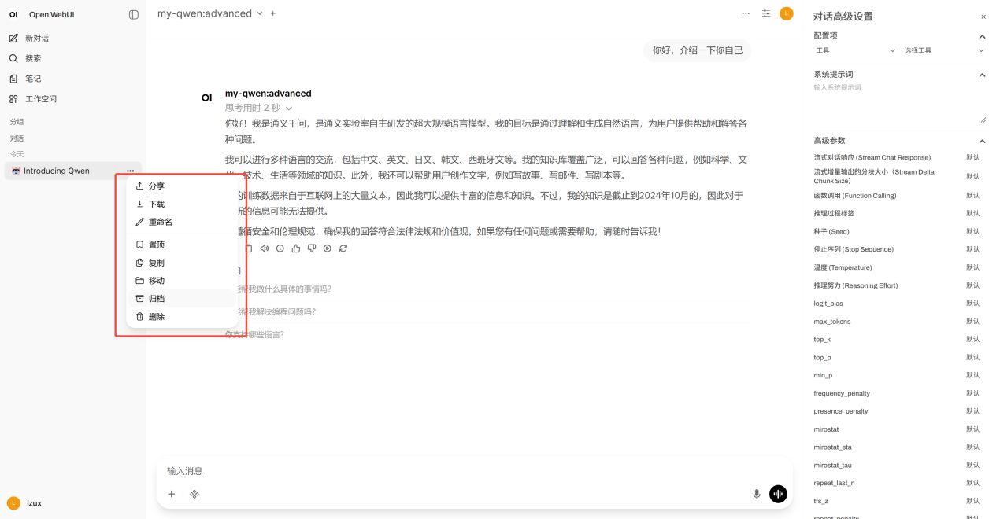 OI Open WebUI
新对话
搜索
笔记
工作空间
分组
对话
今天
Introducing Qwen
分享
下载
重命名
置顶
复制
移动
归档
删除
L lzux
my-qwen:advanced
L
你好，介绍一下你自己
OI my-qwen:advanced
思考用时 2 秒
你好！我是通义千问，是通义实验室自主研发的超大规模语言模型。我的目标是通过理解和生成自然语言，为用户提供帮助和解答各
种问题。
我可以进行多种语言的交流，包括中文、英文、日文、韩文、西班牙文等。我的知识库覆盖广泛，可以回答各种问题，例如科学、文
技术、生活等领域的知识。此外，我还可以帮助用户创作文字，例如写故事、写邮件、写剧本等。
的训练数据来自于互联网上的大量文本，因此我可以提供丰富的信息和知识。不过，我的知识是截止到2024年10月的，因此对于
的信息可能无法提供。
遵循安全和伦理规范，确保我的回答符合法律法规和价值观。如果您有任何问题或需要帮助，请随时告诉我！
帮我做什么具体的事情吗？
帮我解决编程问题吗？
你支持哪些语言？
输入消息
对话高级设置
配置项
工具 选择工具
系统提示词
输入系统提示词
高级参数
流式对话响应 (Stream Chat Response) 默认
流式增量输出的分块大小（Stream Delta
Chunk Size） 默认
函数调用 (Function Calling) 默认
推理过程标签 默认
种子 (Seed) 默认
停止序列 (Stop Sequence) 默认
温度 (Temperature) 默认
推理努力 (Reasoning Effort) 默认
logit_bias 默认
max_tokens 默认
top_k 默认
top_p 默认
min_p 默认
frequency_penalty 默认
presence_penalty 默认
mirostat 默认
mirostat_eta 默认
mirostat_tau 默认
repeat_last_n 默认
tfs_z 默认
repeat_penalty 默认